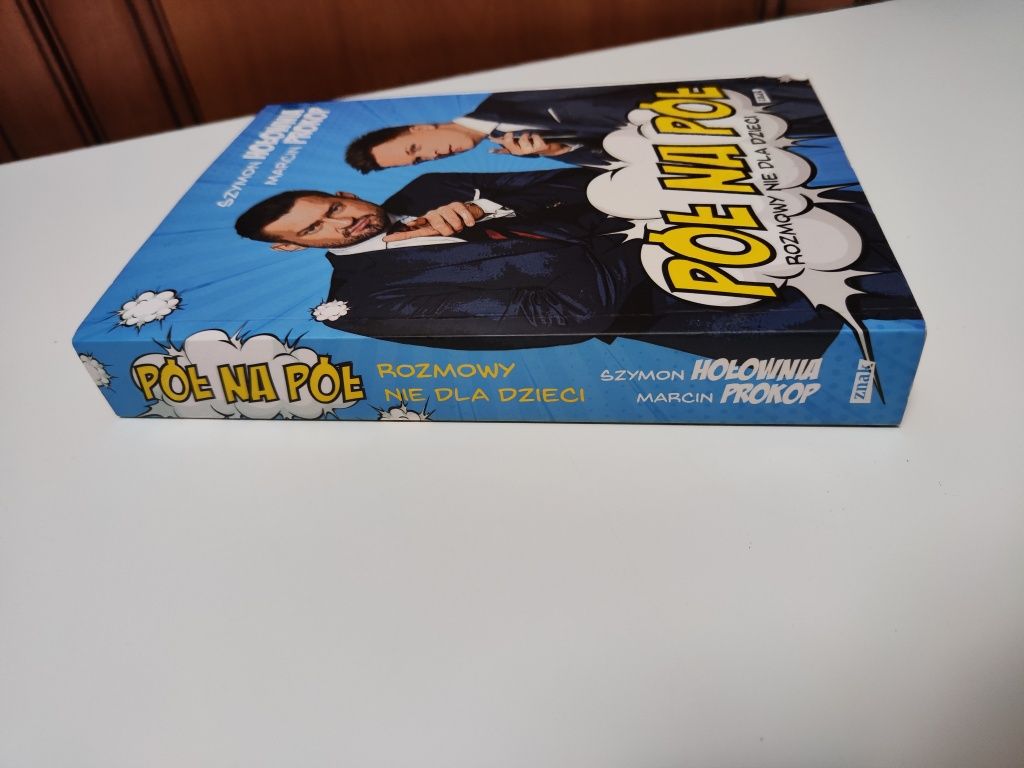 SZYMON HOŁOWNIA
MARCIN PROKOP
PÓŁ NA PÓŁ
ROZMOWY NIE DLA DZIECI
znak
PÓŁ NA PÓŁ
ROZMOWY
NIE DLA DZIECI
SZYMON HOŁOWNIA
MARCIN PROKOP
znak